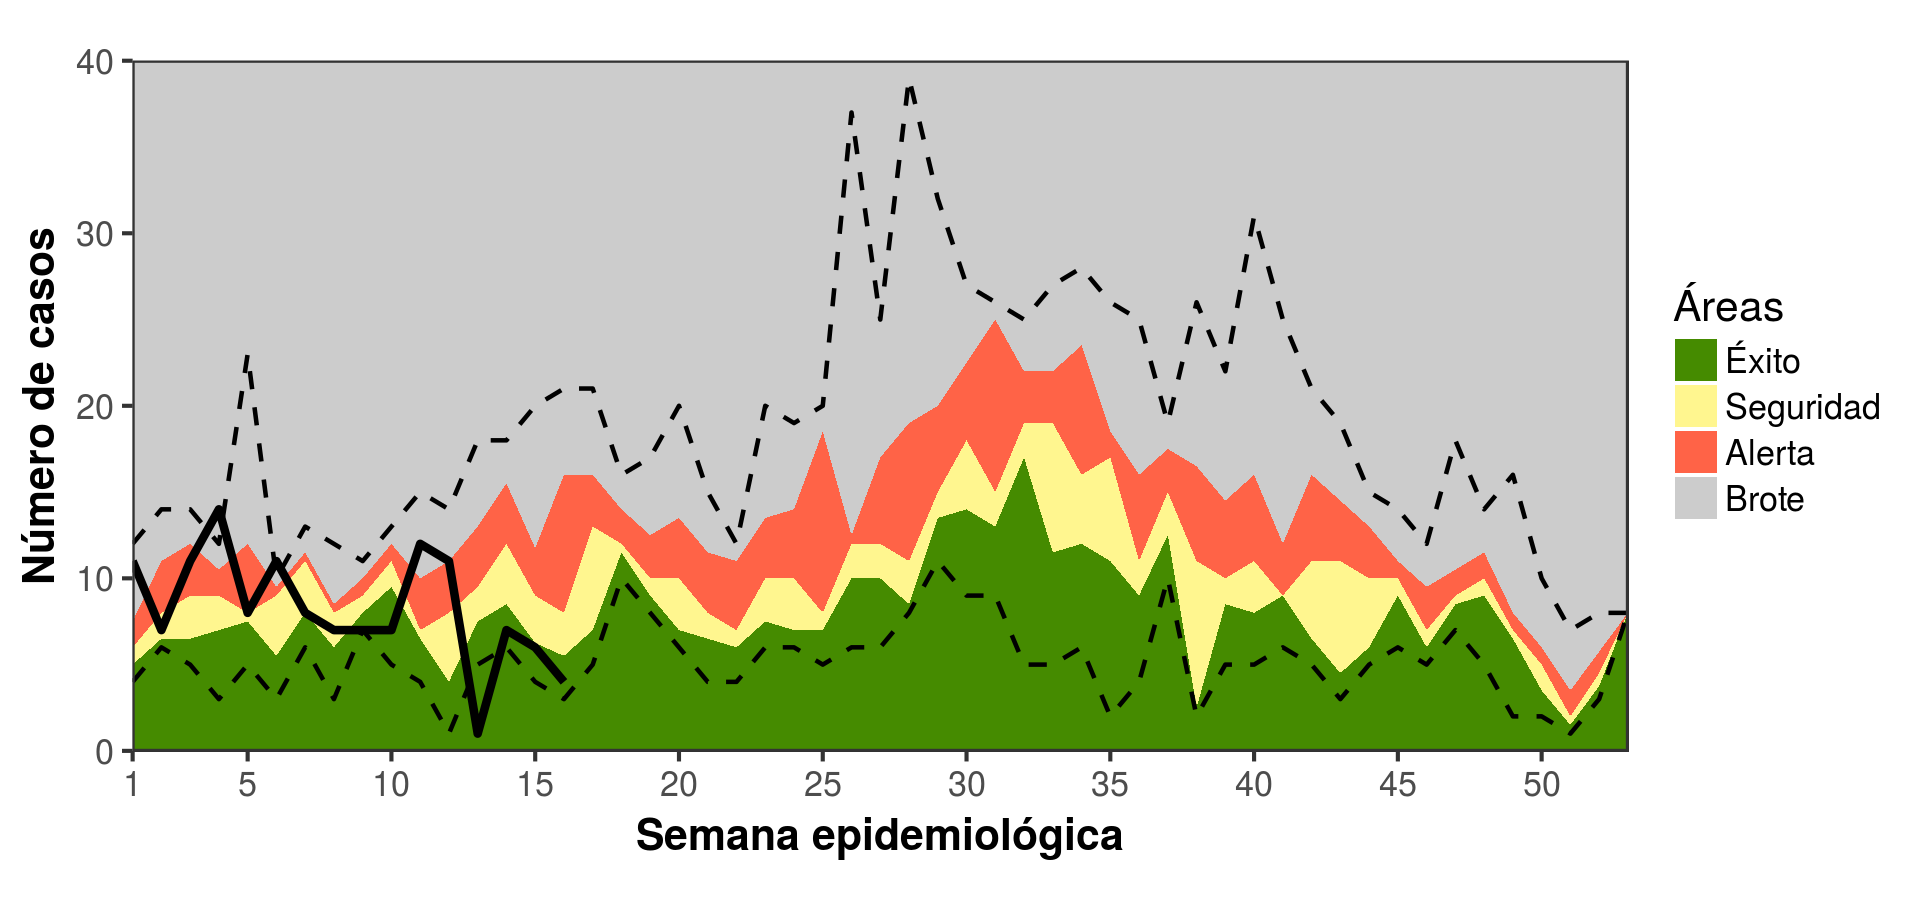 Número de casos
40
30
20
10
0
1 5 10 15 20 25 30 35 40 45 50
Semana epidemiológica
Áreas
Éxito
Seguridad
Alerta
Brote